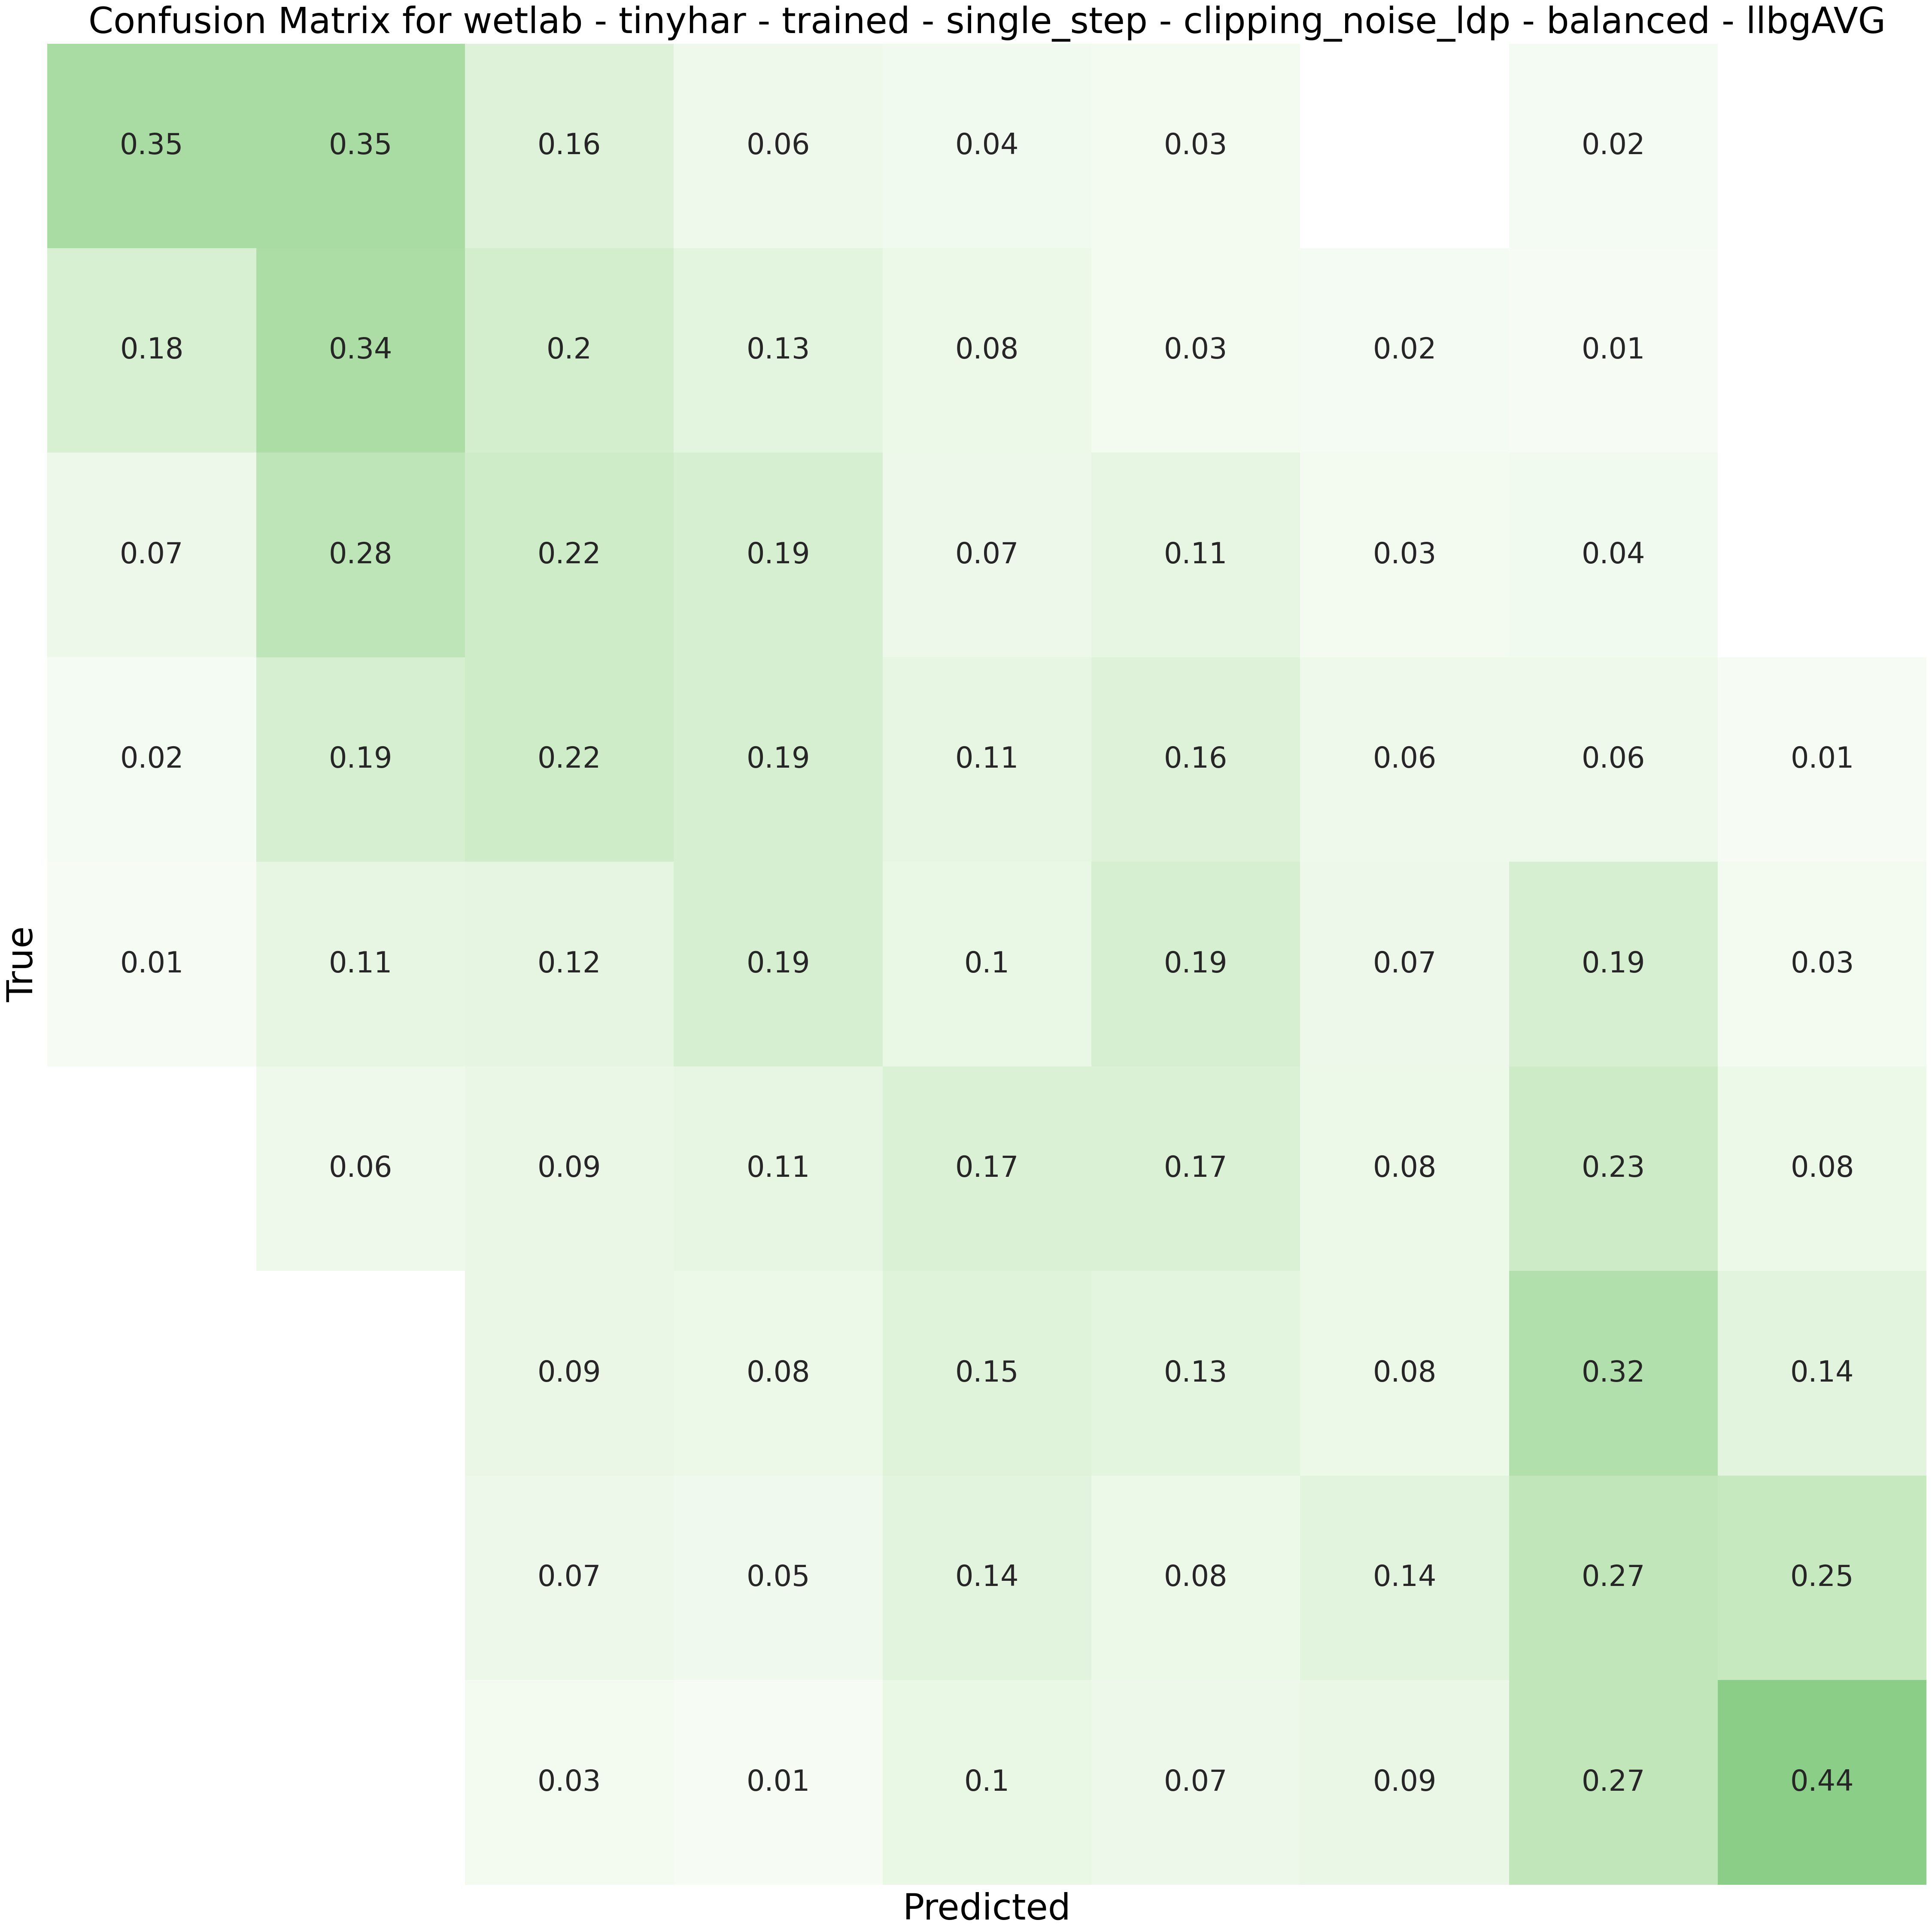 Confusion Matrix for wetlab - tinyhar - trained - single_step - clipping_noise_ldp - balanced - llbgAVG
0.35 0.35 0.16 0.06 0.04 0.03 0.02
0.18 0.34 0.2 0.13 0.08 0.03 0.02 0.01
0.07 0.28 0.22 0.19 0.07 0.11 0.03 0.04
0.02 0.19 0.22 0.19 0.11 0.16 0.06 0.06 0.01
True
0.01 0.11 0.12 0.19 0.1 0.19 0.07 0.19 0.03
0.06 0.09 0.11 0.17 0.17 0.08 0.23 0.08
0.09 0.08 0.15 0.13 0.08 0.32 0.14
0.07 0.05 0.14 0.08 0.14 0.27 0.25
0.03 0.01 0.1 0.07 0.09 0.27 0.44
Predicted